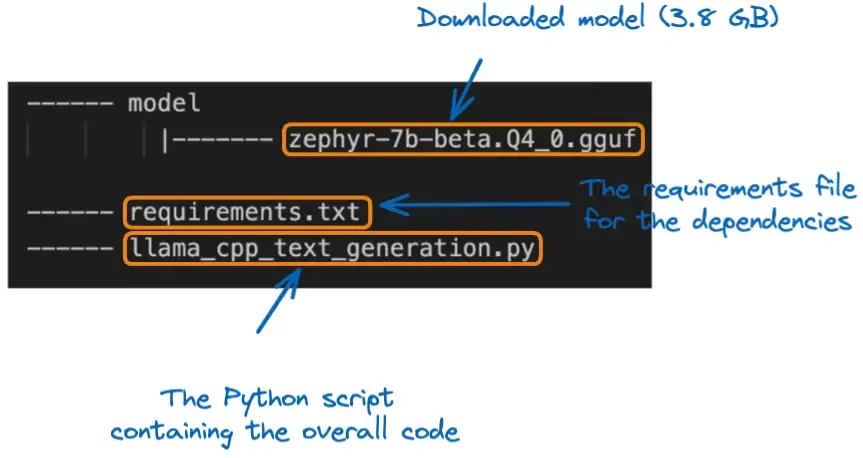 Downloaded model (3.8 GB)
------ model
|------- zephyr-7b-beta.Q4_0.gguf
------ requirements.txt
The requirements file
for the dependencies
------ llama_cpp_text_generation.py
The Python script
containing the overall code